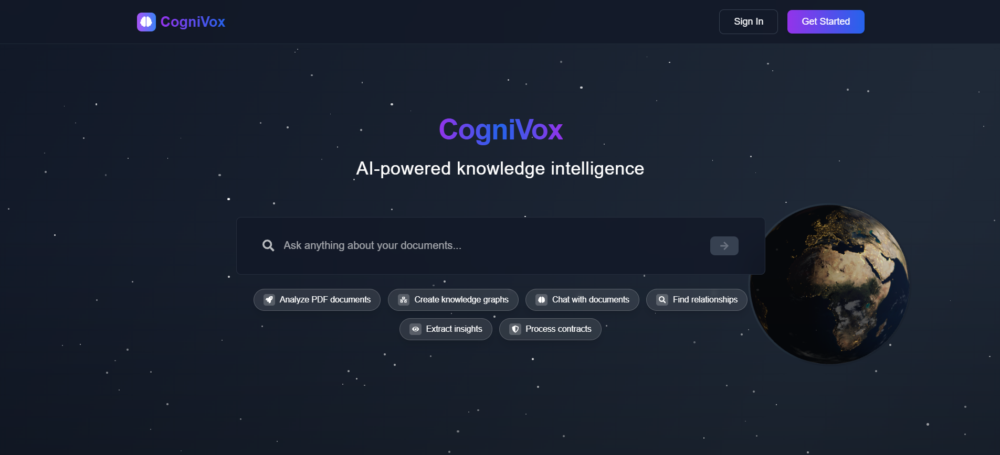 CogniVox
Sign In
Get Started
CogniVox
AI-powered knowledge intelligence
Ask anything about your documents...
Analyze PDF documents
Create knowledge graphs
Chat with documents
Find relationships
Extract insights
Process contracts